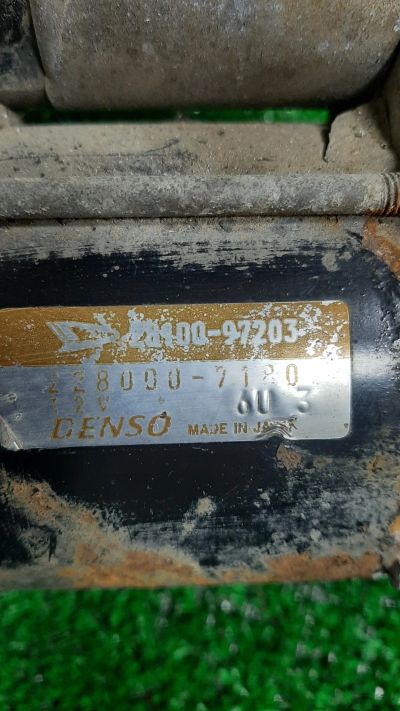 28100-97203
228000-7120
12V 6U 3
DENSO MADE IN JAPAN